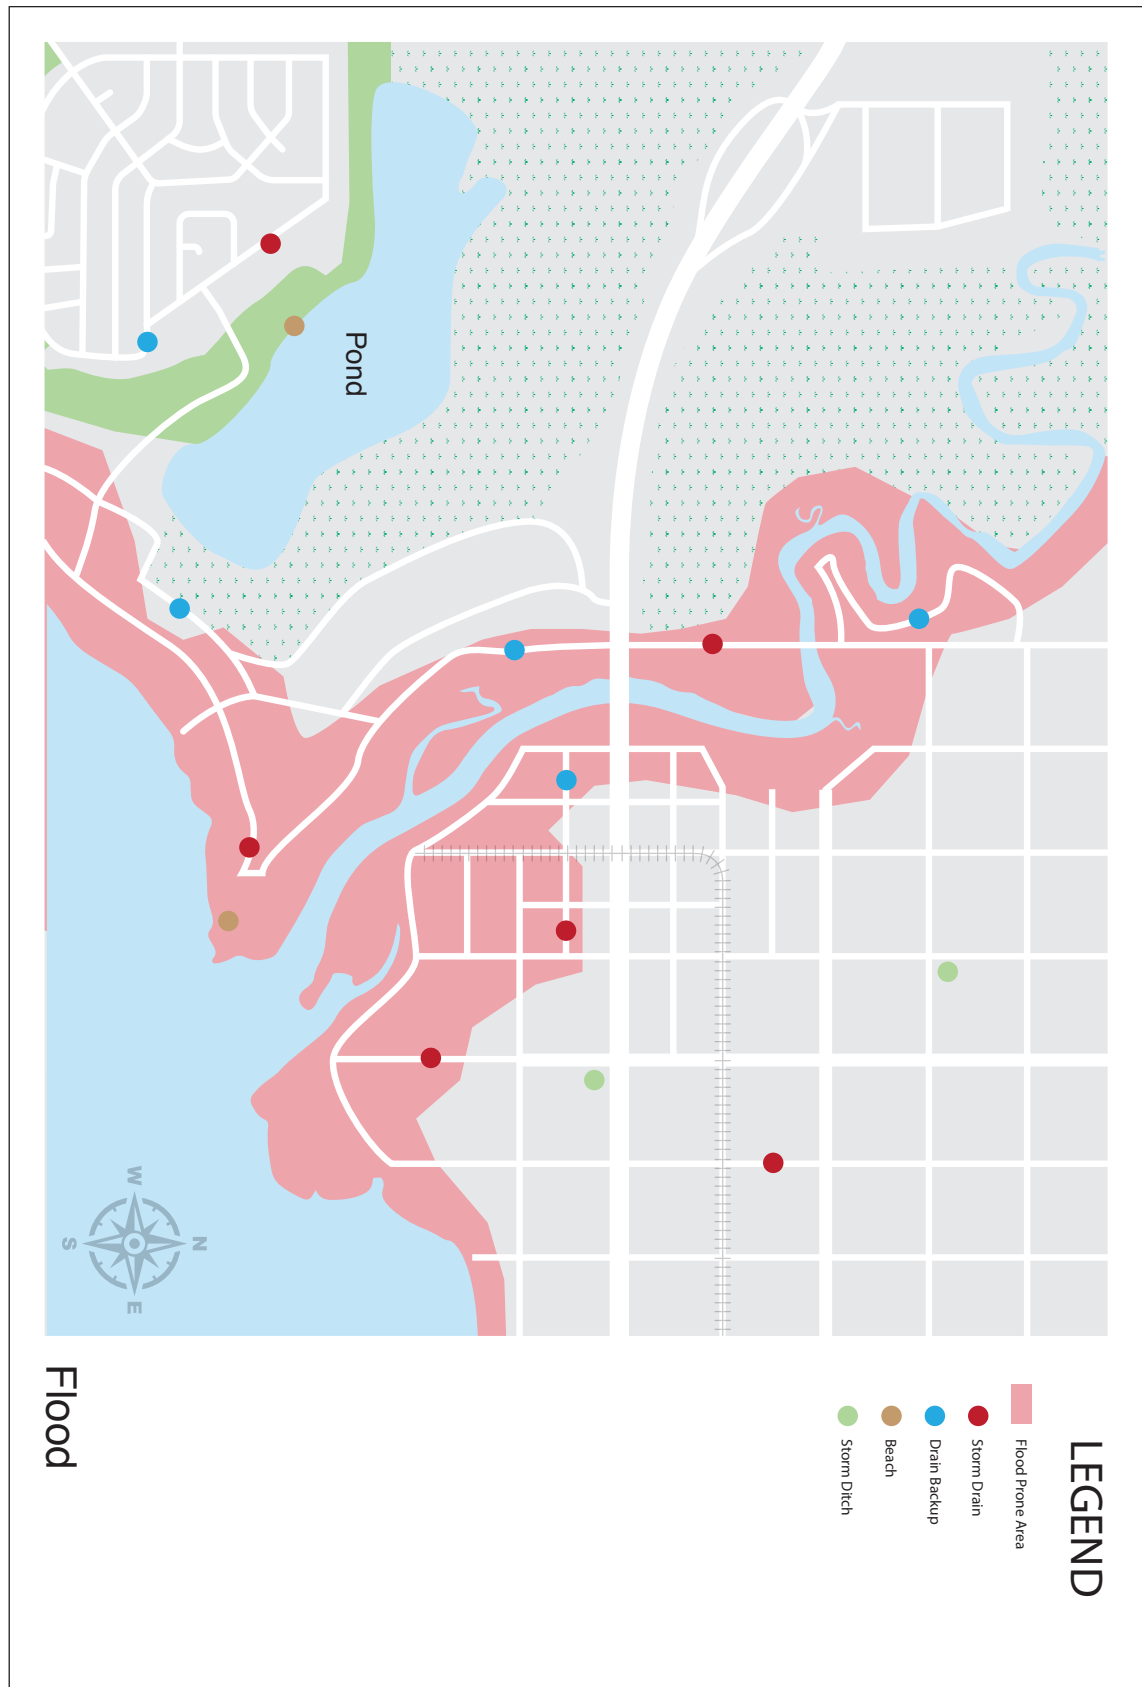 LEGEND
Flood Prone Area
Storm Drain
Drain Backup
Beach
Storm Ditch
Pond
N
W
E
S
Flood